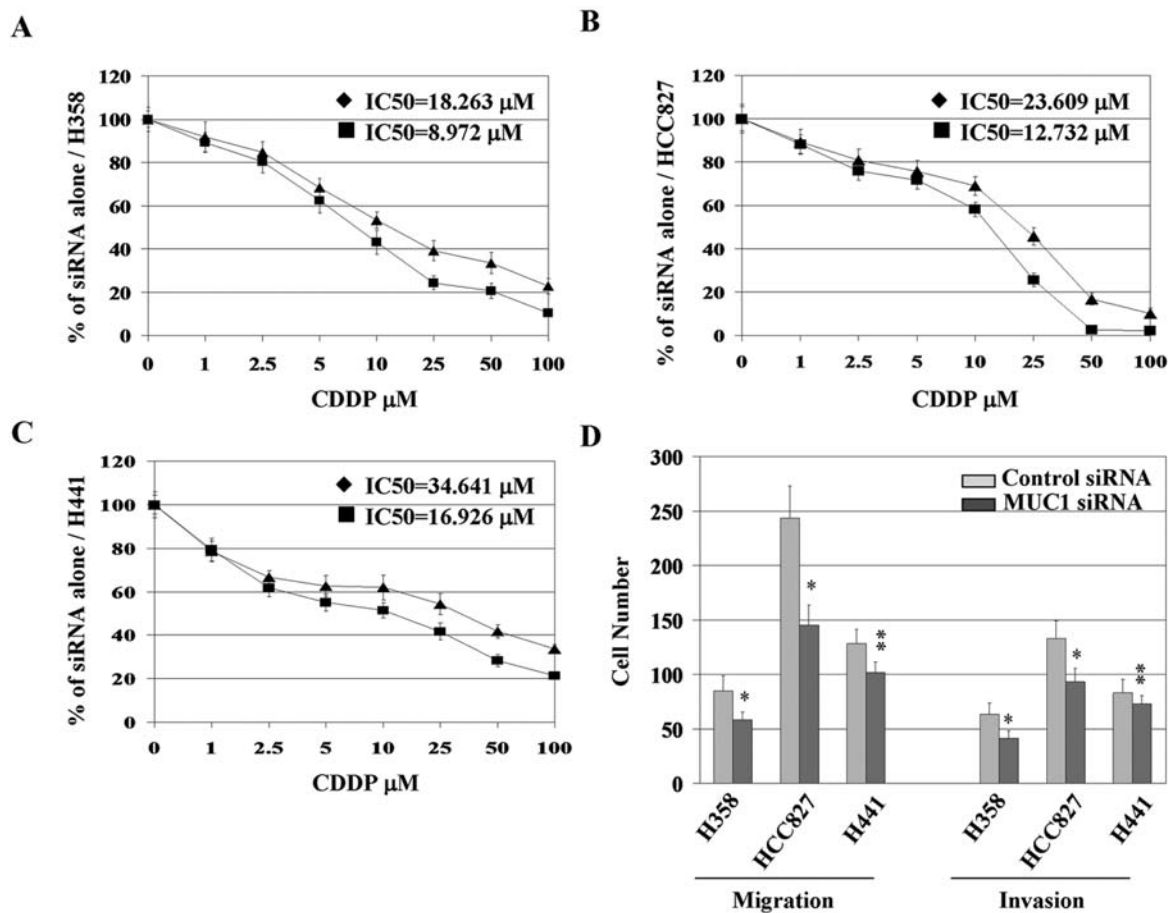 A
120
100
80
60
40
20
0
% of siRNA alone / H358
IC50=18.263 μM
IC50=8.972 μM
0 1 2.5 5 10 25 50 100
CDDP μM
B
120
100
80
60
40
20
0
% of siRNA alone / HCC827
IC50=23.609 μM
IC50=12.732 μM
0 1 2.5 5 10 25 50 100
CDDP μM
C
120
100
80
60
40
20
0
% of siRNA alone / H441
IC50=34.641 μM
IC50=16.926 μM
0 1 2.5 5 10 25 50 100
CDDP μM
D
300
250
200
150
100
50
0
Cell Number
Control siRNA
MUC1 siRNA
* * ** * * **
H358 HCC827 H441 H358 HCC827 H441
Migration Invasion